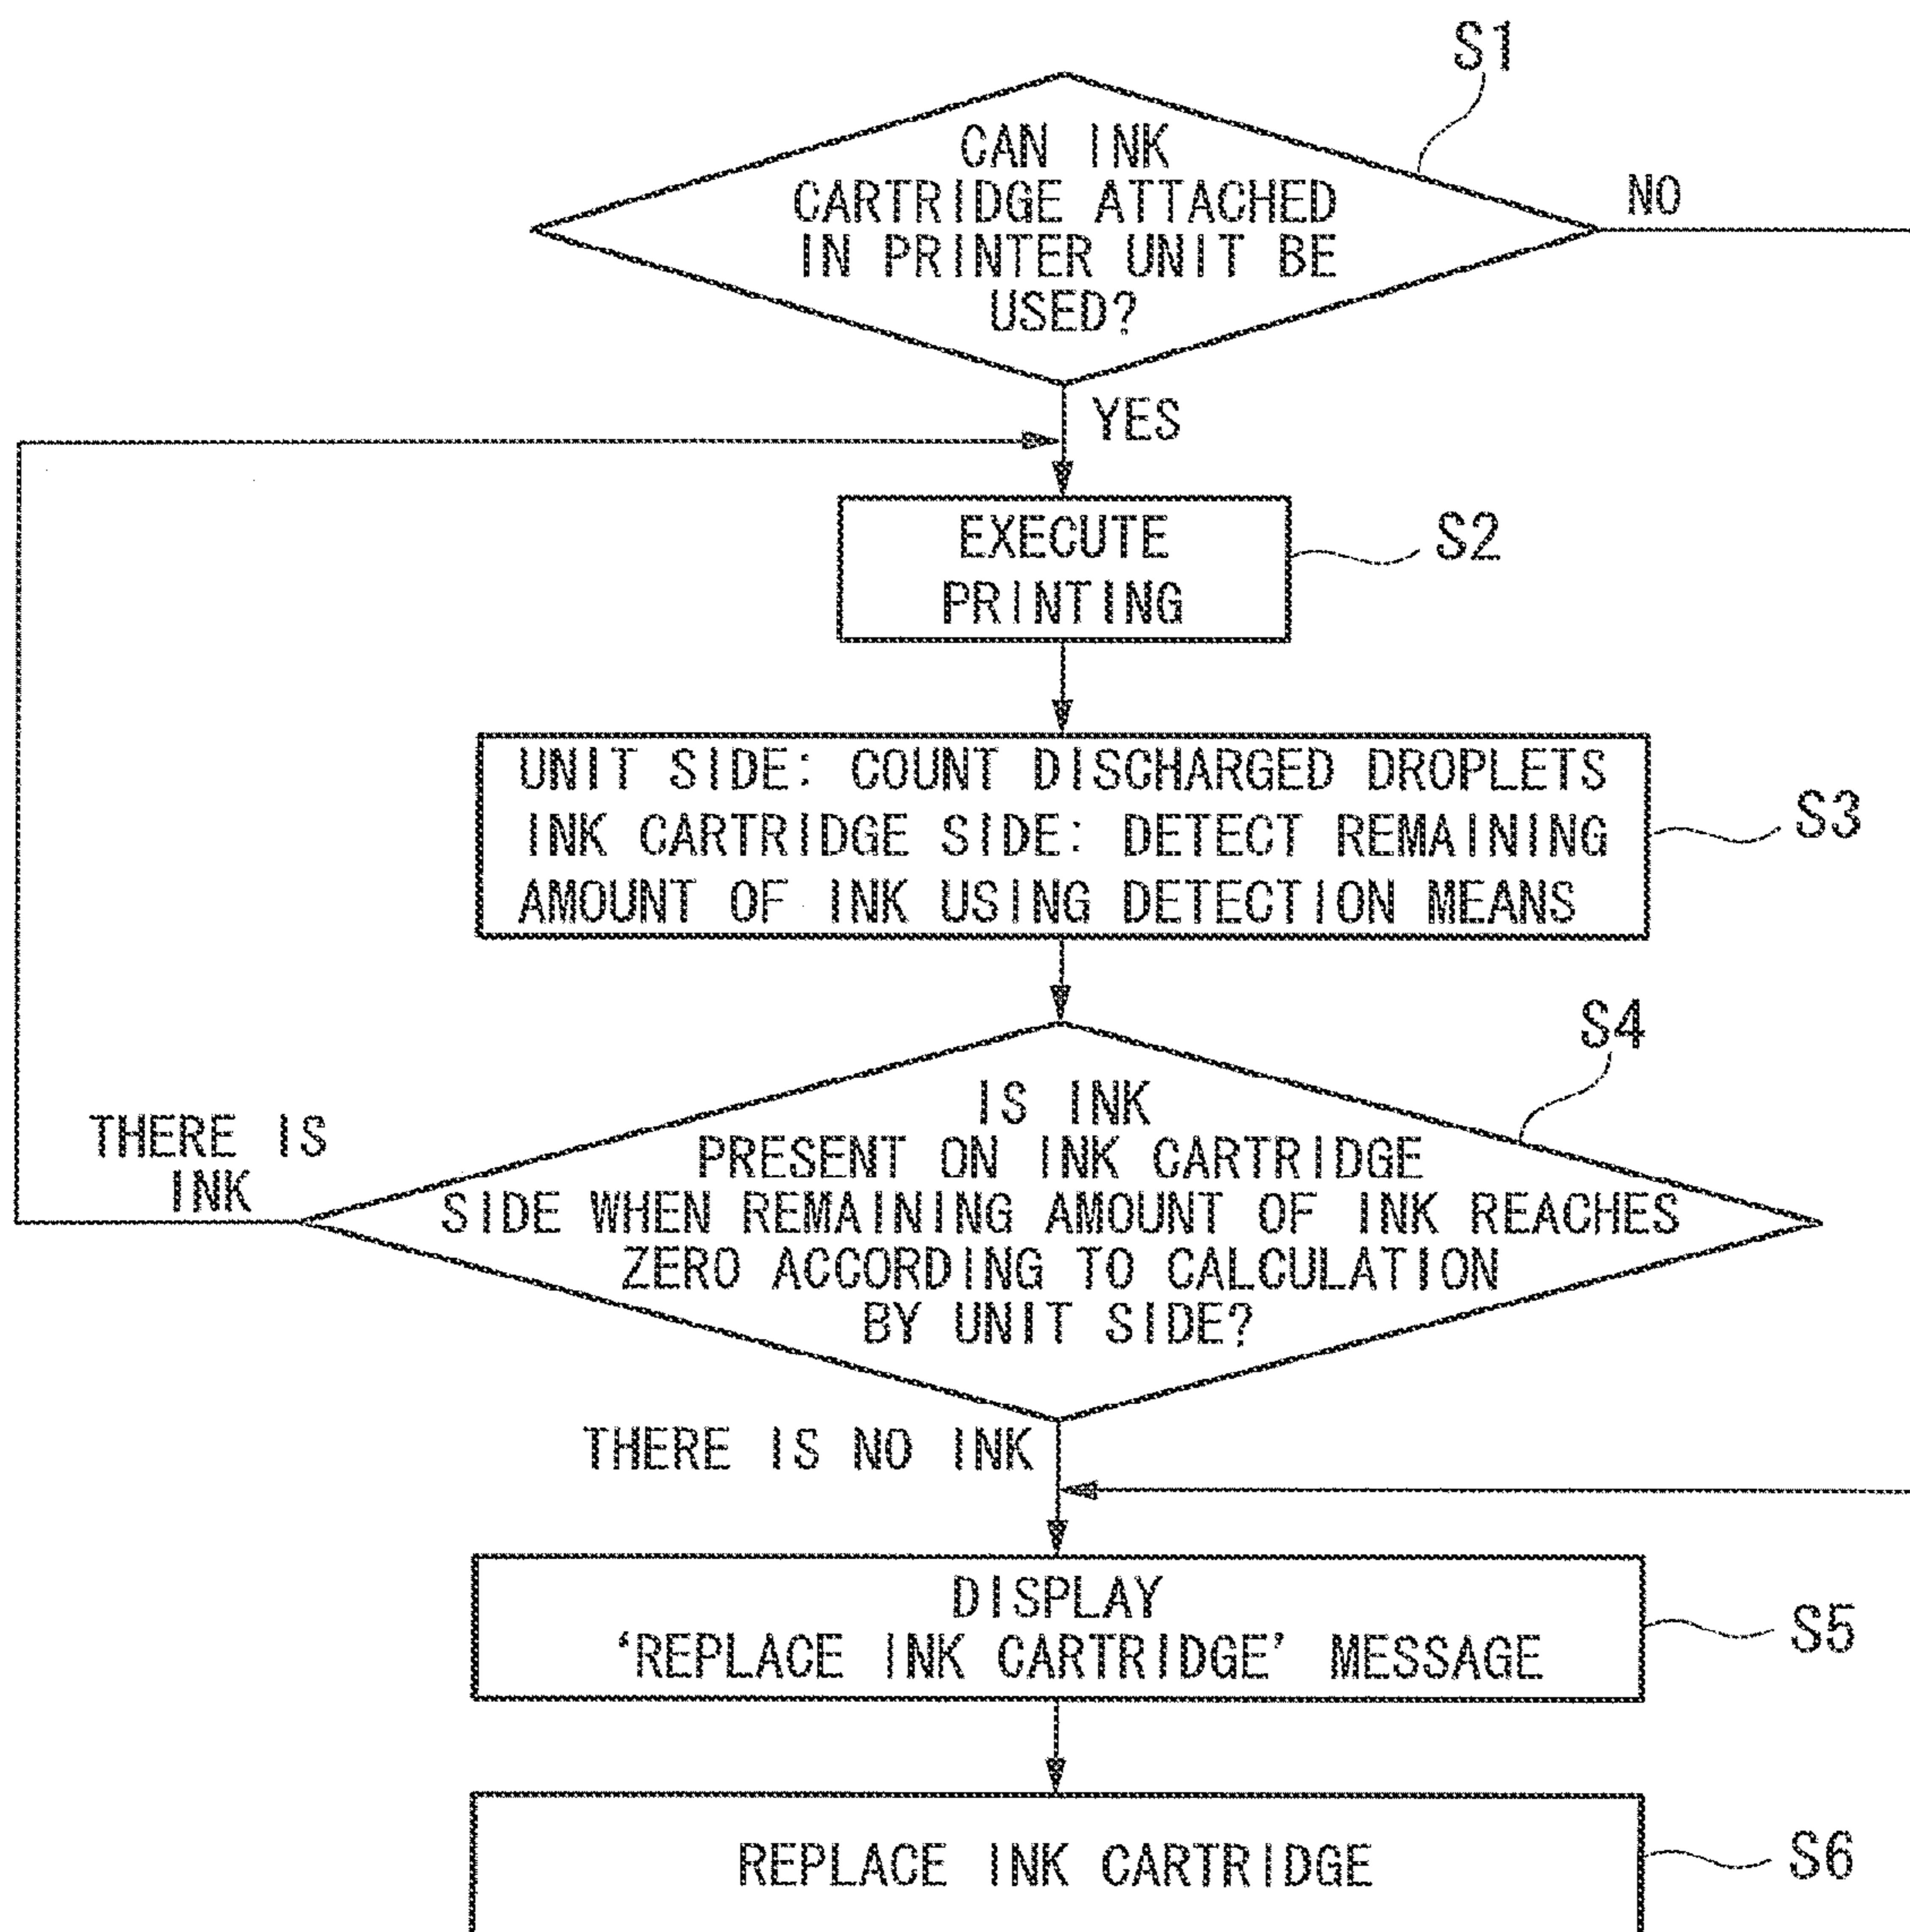 S1
CAN INK
CARTRIDGE ATTACHED
IN PRINTER UNIT BE
USED?
NO
YES
EXECUTE
PRINTING
S2
UNIT SIDE: COUNT DISCHARGED DROPLETS
INK CARTRIDGE SIDE: DETECT REMAINING
AMOUNT OF INK USING DETECTION MEANS
S3
S4
IS INK
PRESENT ON INK CARTRIDGE
SIDE WHEN REMAINING AMOUNT OF INK REACHES
ZERO ACCORDING TO CALCULATION
BY UNIT SIDE?
THERE IS
INK
THERE IS NO INK
DISPLAY
‘REPLACE INK CARTRIDGE’ MESSAGE
S5
REPLACE INK CARTRIDGE
S6